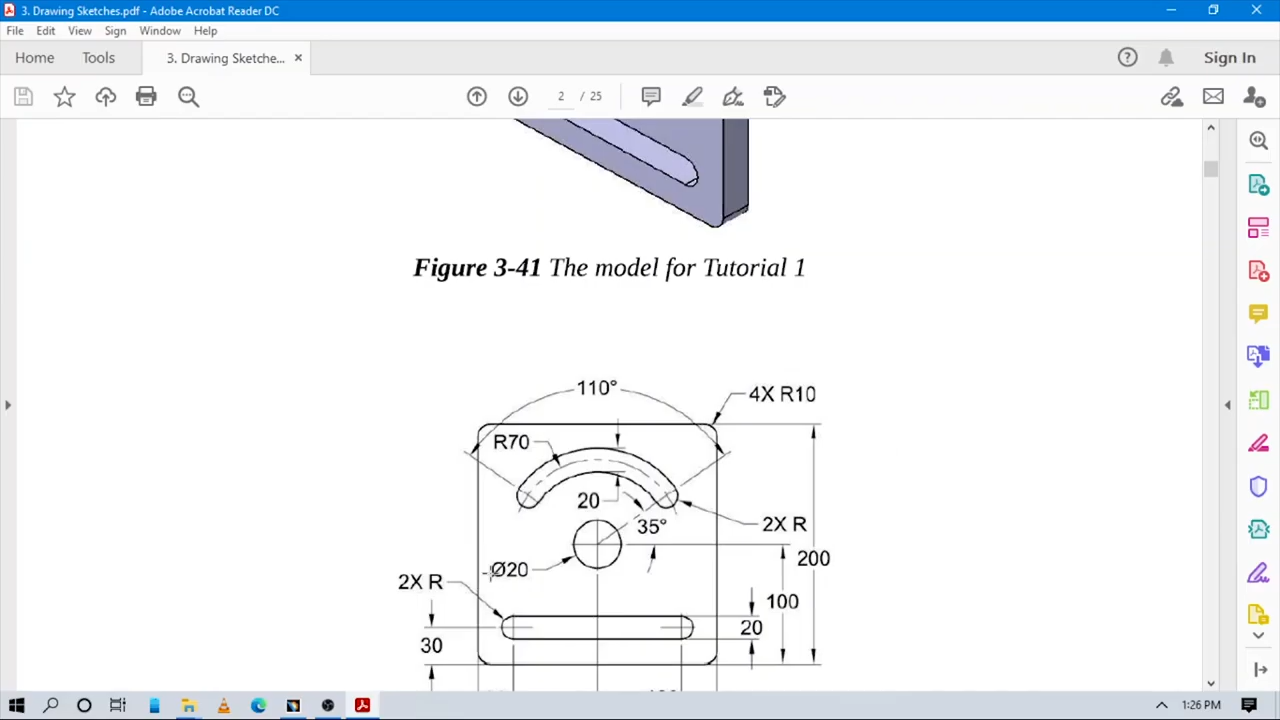 3. Drawing Sketches.pdf - Adobe Acrobat Reader DC
File Edit View Sign Window Help
Home Tools 3. Drawing Sketche... ×
Sign In
2 / 25
Figure 3-41 The model for Tutorial 1
110°
4X R10
R70
20
35°
2X R
200
Ø20
2X R
100
20
30
1:26 PM